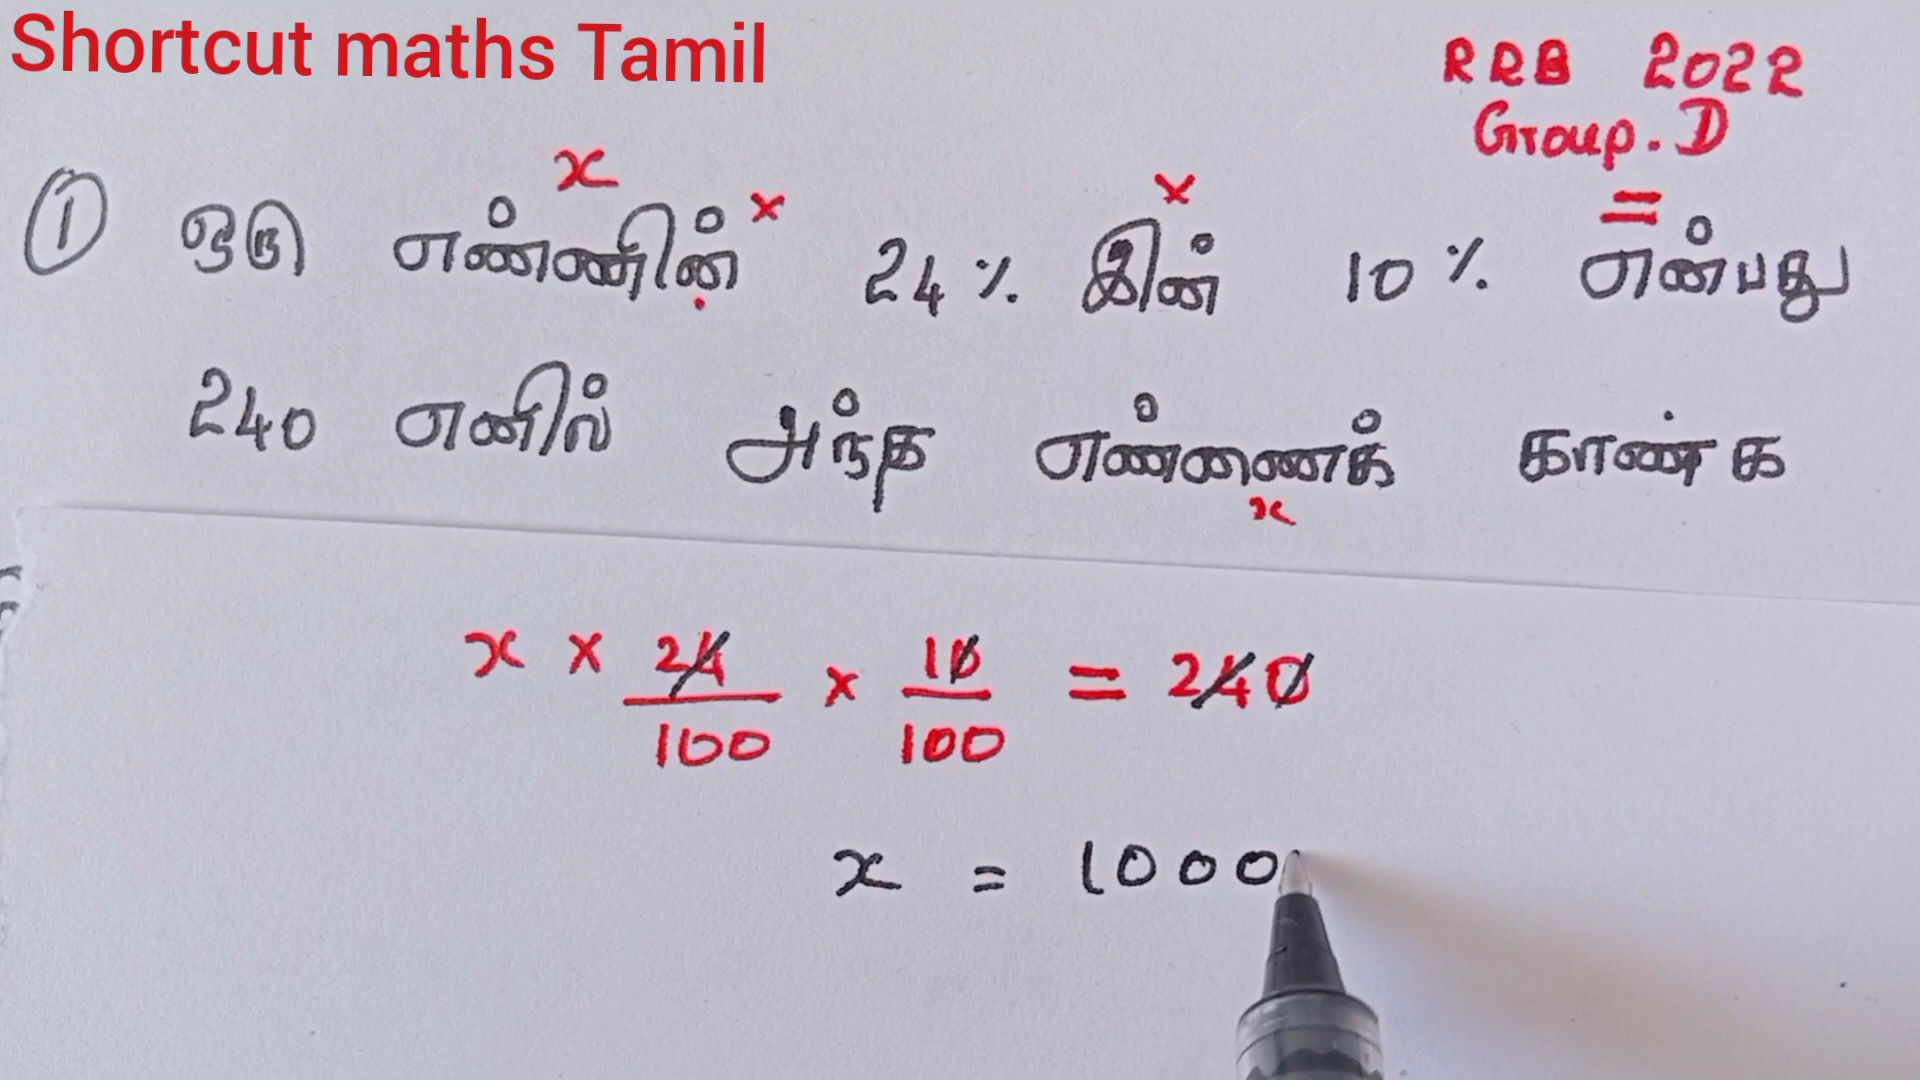 Shortcut maths Tamil
RRB 2022
Group.D
x
① ஒரு எண்ணின் × 24% இன் × 10% என்பது =
240 எனில் அந்த எண்ணைக் காண்க
x
x × 24/100 × 10/100 = 240
x = 1000